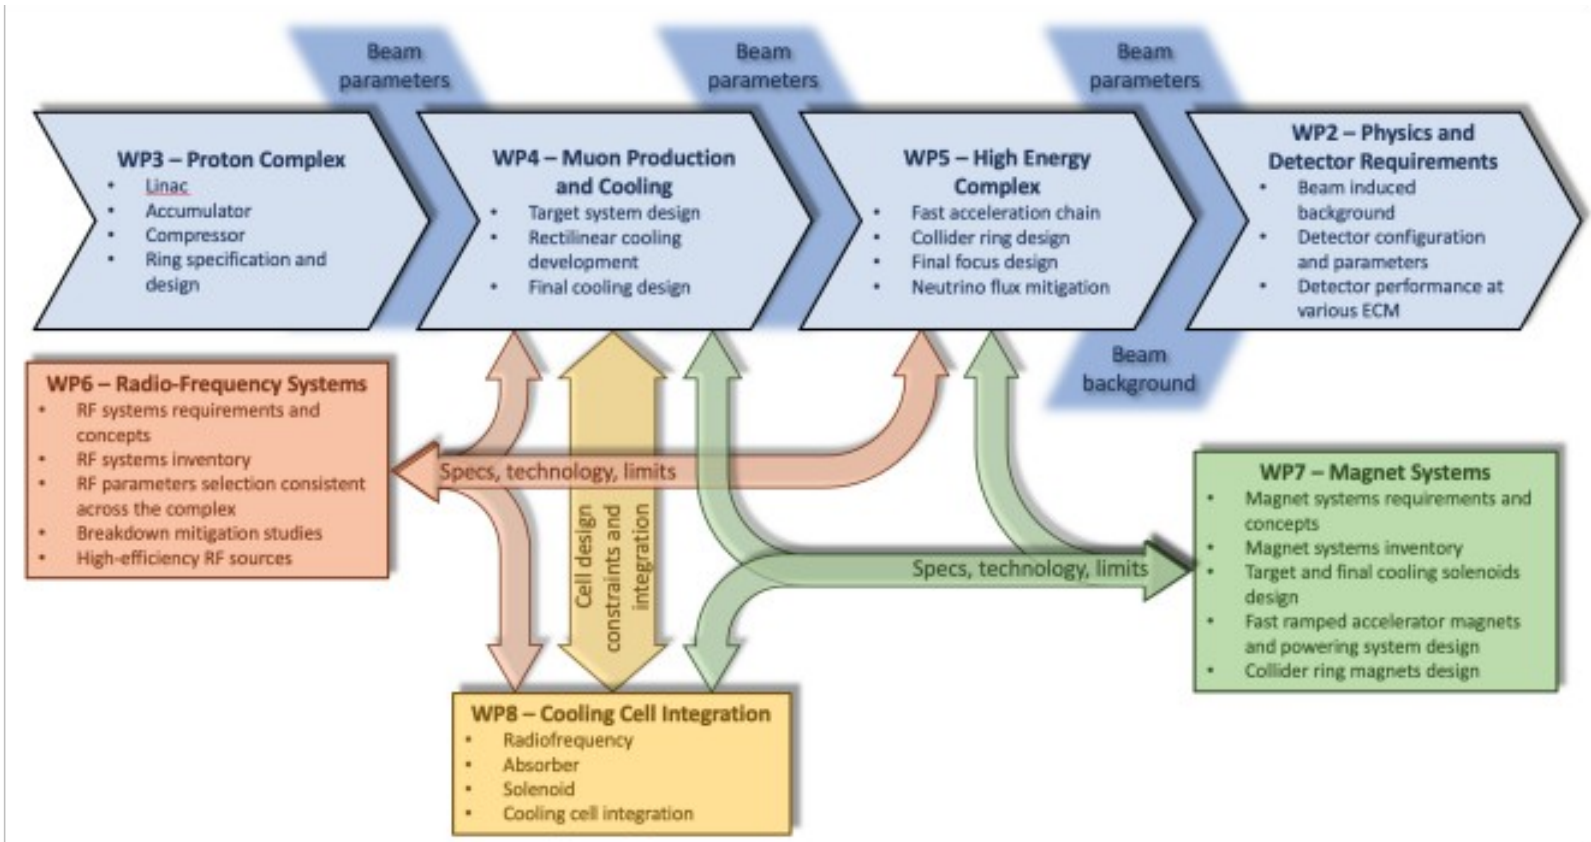 Beam
parameters
Beam
parameters
Beam
parameters
WP3 – Proton Complex
• Linac
• Accumulator
• Compressor
• Ring specification and
design
WP4 – Muon Production
and Cooling
• Target system design
• Rectilinear cooling
development
• Final cooling design
WP5 – High Energy
Complex
• Fast acceleration chain
• Collider ring design
• Final focus design
• Neutrino flux mitigation
WP2 – Physics and
Detector Requirements
• Beam induced
background
• Detector configuration
and parameters
• Detector performance at
various ECM
Beam
background
WP6 – Radio-Frequency Systems
• RF systems requirements and
concepts
• RF systems inventory
• RF parameters selection consistent
across the complex
• Breakdown mitigation studies
• High-efficiency RF sources
Specs, technology, limits
Cell design
constraints and
integration
Specs, technology, limits
WP7 – Magnet Systems
• Magnet systems requirements and
concepts
• Magnet systems inventory
• Target and final cooling solenoids
design
• Fast ramped accelerator magnets
and powering system design
• Collider ring magnets design
WP8 – Cooling Cell Integration
• Radiofrequency
• Absorber
• Solenoid
• Cooling cell integration